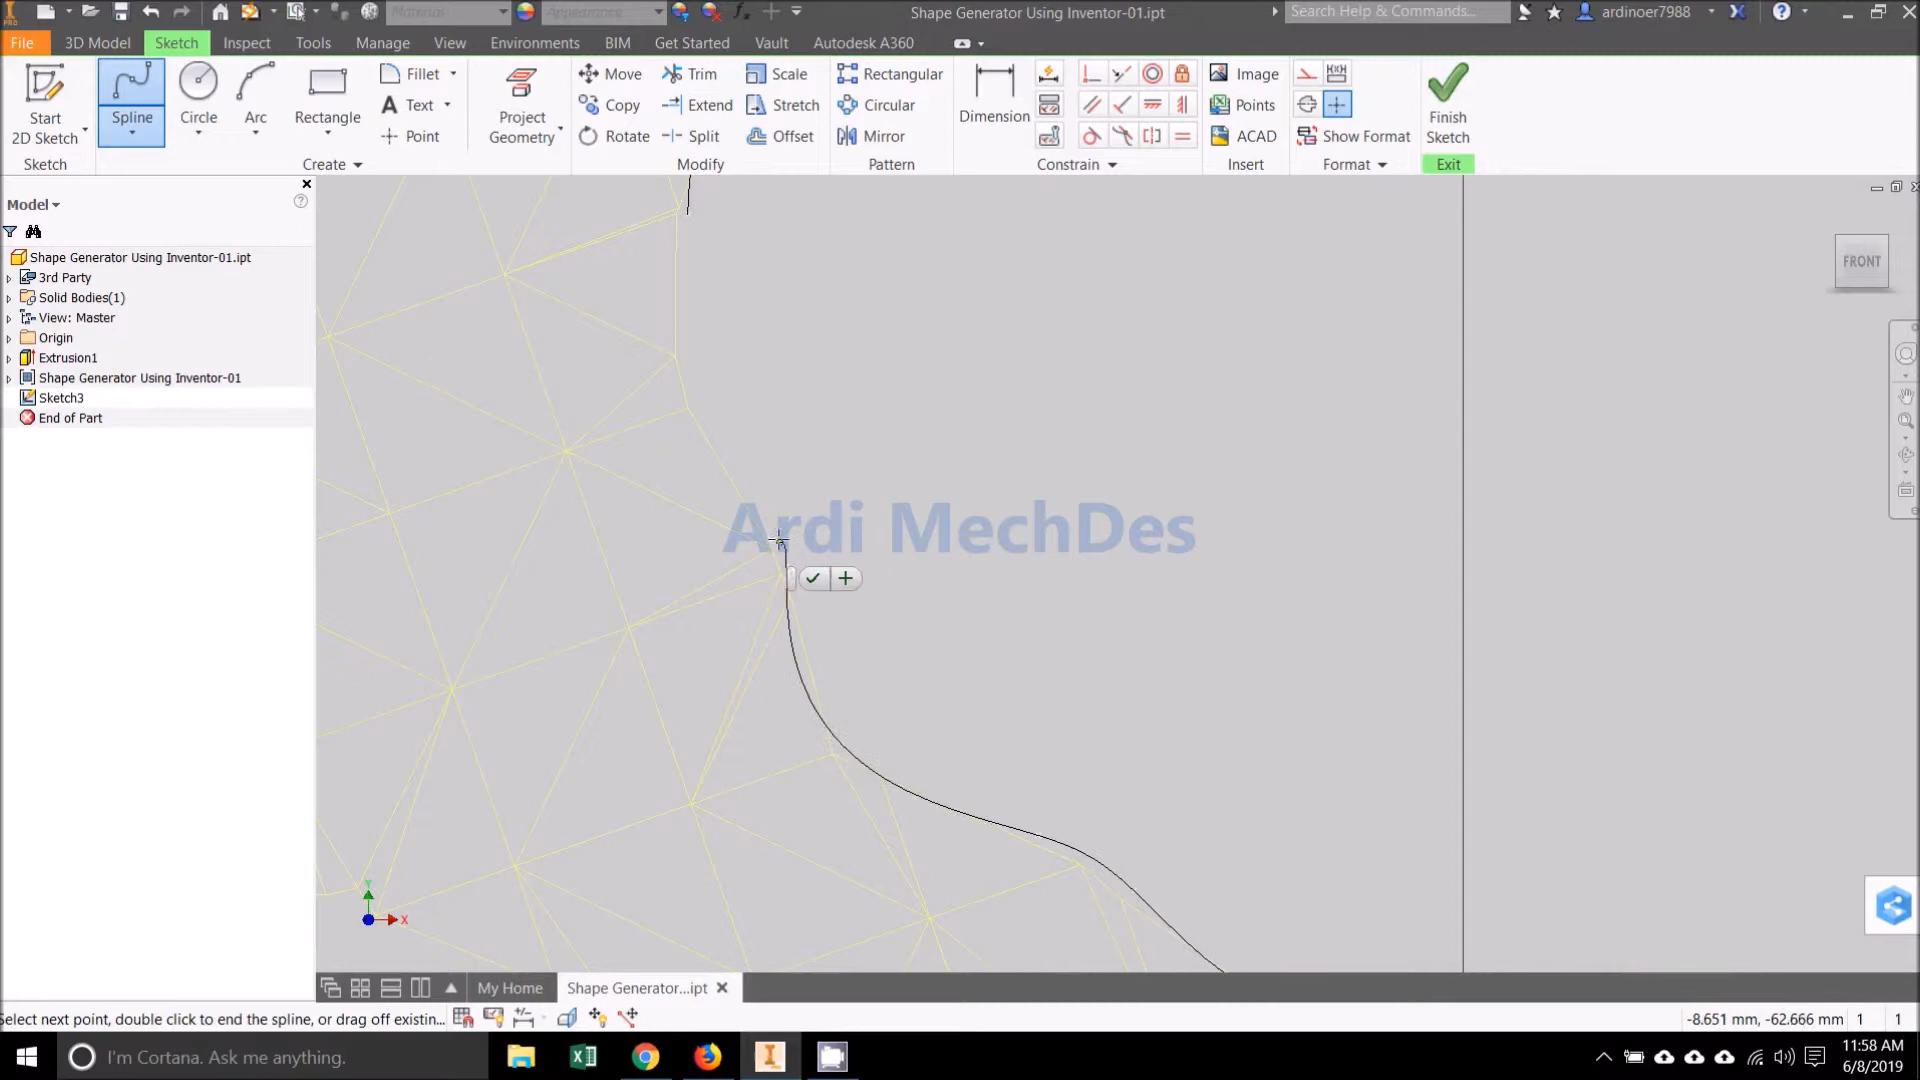 Material
Appearance
Shape Generator Using Inventor-01.ipt
Search Help & Commands...
ardinoer7988
PRO
File
3D Model
Sketch
Inspect
Tools
Manage
View
Environments
BIM
Get Started
Vault
Autodesk A360
Start
2D Sketch
Spline
Circle
Arc
Rectangle
Fillet
Text
Point
Project
Geometry
Move
Copy
Rotate
Trim
Extend
Split
Scale
Stretch
Offset
Rectangular
Circular
Mirror
Dimension
Image
Points
ACAD
Show Format
Finish
Sketch
Sketch
Create
Modify
Pattern
Constrain
Insert
Format
Exit
Model
Shape Generator Using Inventor-01.ipt
3rd Party
Solid Bodies(1)
View: Master
Origin
Extrusion1
Shape Generator Using Inventor-01
Sketch3
End of Part
FRONT
Ardi MechDes
Y
X
My Home
Shape Generator...ipt
Select next point, double click to end the spline, or drag off existin...
-8.651 mm, -62.666 mm
1
1
I'm Cortana. Ask me anything.
11:58 AM
6/8/2019